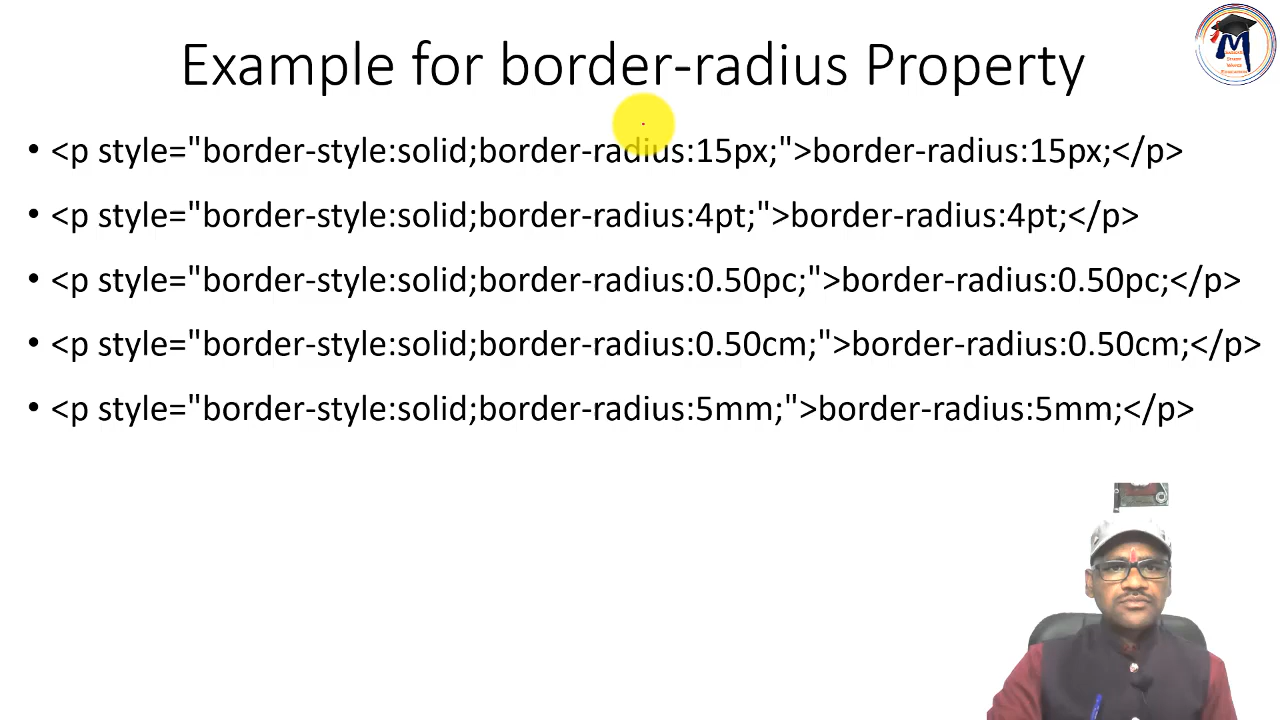 Example for border-radius Property
• <p style="border-style:solid;border-radius:15px;">border-radius:15px;</p>
• <p style="border-style:solid;border-radius:4pt;">border-radius:4pt;</p>
• <p style="border-style:solid;border-radius:0.50pc;">border-radius:0.50pc;</p>
• <p style="border-style:solid;border-radius:0.50cm;">border-radius:0.50cm;</p>
• <p style="border-style:solid;border-radius:5mm;">border-radius:5mm;</p>